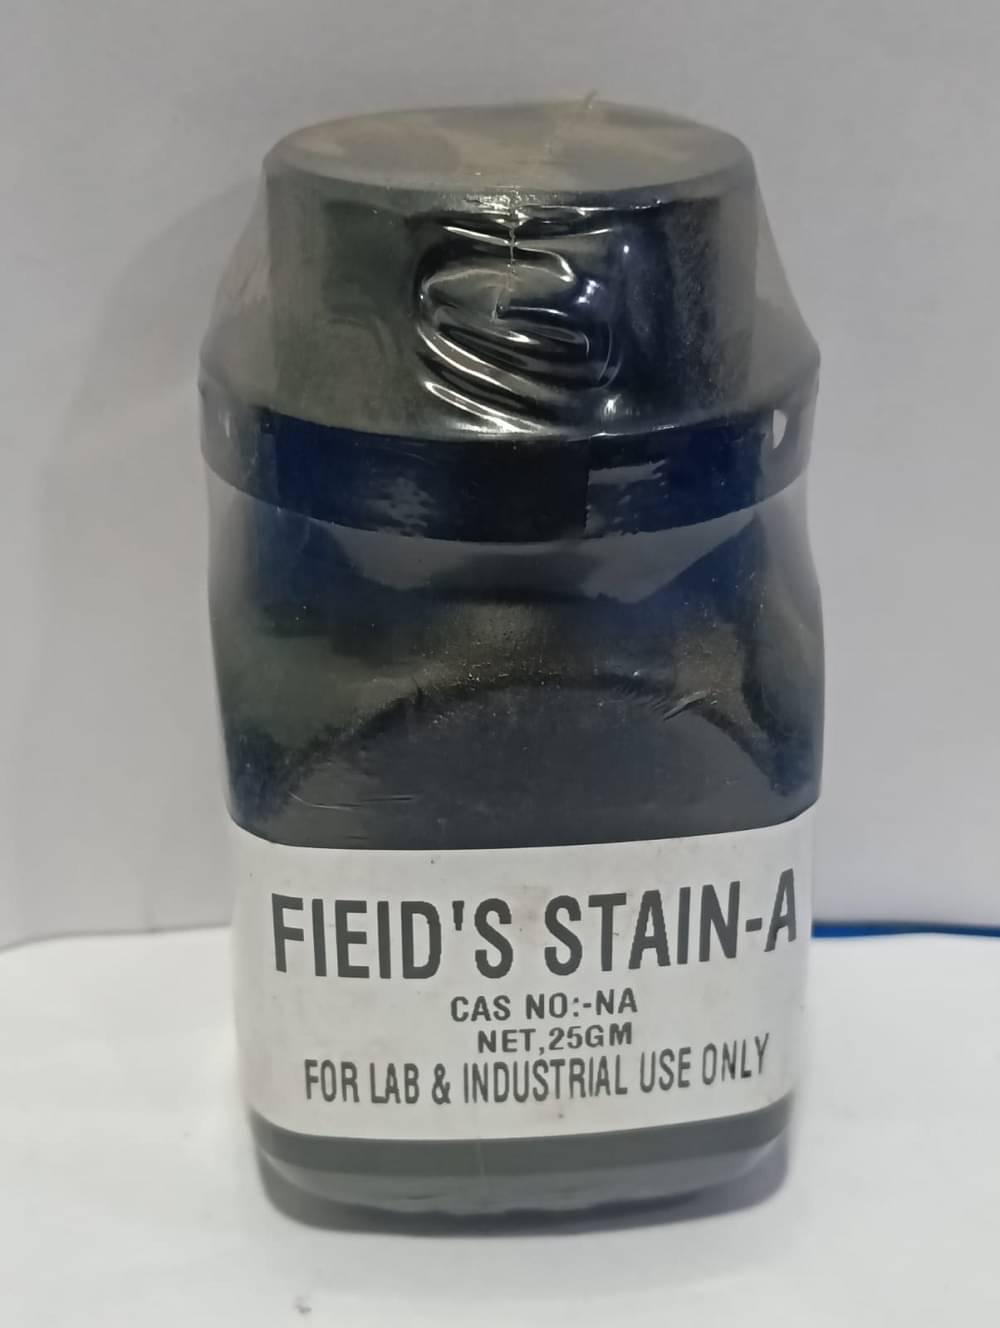 FIEID'S STAIN-A
CAS NO:-NA
NET,25GM
FOR LAB & INDUSTRIAL USE ONLY